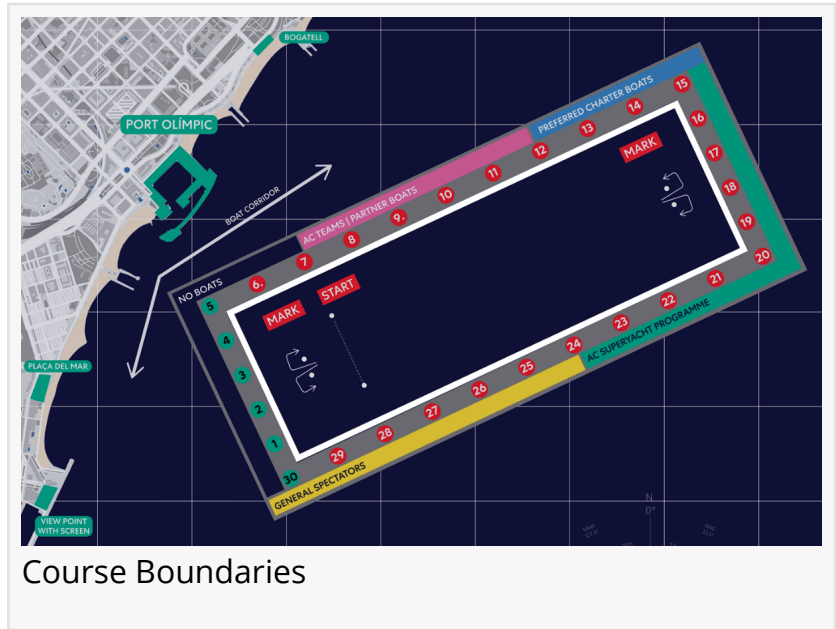 BOGATELL
PORT OLÍMPIC
BOAT CORRIDOR
NO BOATS
AC TEAMS | PARTNER BOATS
PREFERRED CHARTER BOATS
5
6.
7
8
9.
10
11
12
13
14
15
16
17
18
19
20
21
22
23
24
25
26
27
28
29
30
1
2
3
4
MARK
START
MARK
AC SUPERYACHT PROGRAMME
GENERAL SPECTATORS
PLAÇA DEL MAR
VIEW POINT
WITH SCREEN
N
0°
Course Boundaries